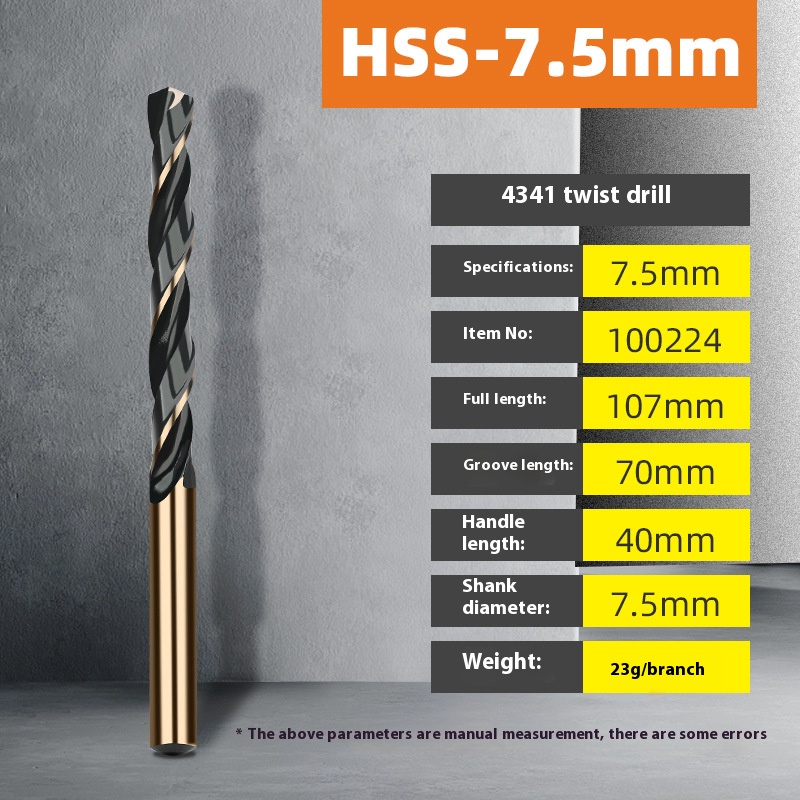 HSS-7.5mm
4341 twist drill
Specifications: 7.5mm
Item No: 100224
Full length: 107mm
Groove length: 70mm
Handle
length: 40mm
Shank
diameter: 7.5mm
Weight: 23g/branch
* The above parameters are manual measurement, there are some errors